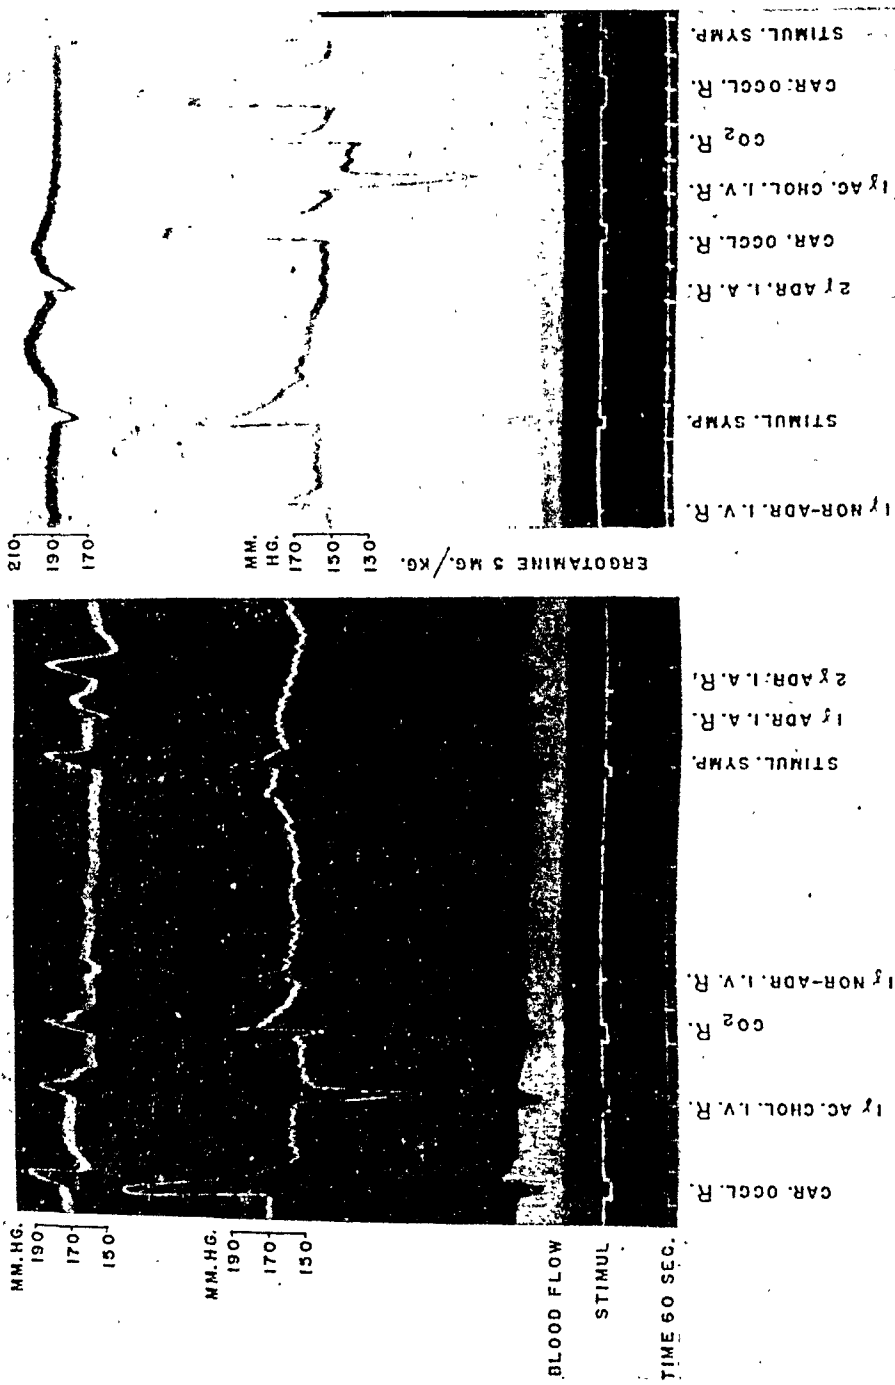 MM.HG.
190
170
150
MM.HG.
190
170
150
BLOOD FLOW
STIMUL
TIME 60 SEC.
CAR. OCCL. R.
1γ AC. CHOL. I.V. R.
CO2 R.
1γ NOR-ADR. I.V. R.
STIMUL. SYMP.
1γ ADR. I.A. R.
2γ ADR. I.A. R.
ERGOTAMINE 5 MG./KG.
210
190
170
MM.
HG.
170
150
130
1γ NOR-ADR. I.V. R.
STIMUL. SYMP.
2γ ADR. I.A. R.
CAR. OCCL. R.
1γ AC. CHOL. I.V. R.
CO2 R.
CAR. OCCL. R.
STIMUL. SYMP.